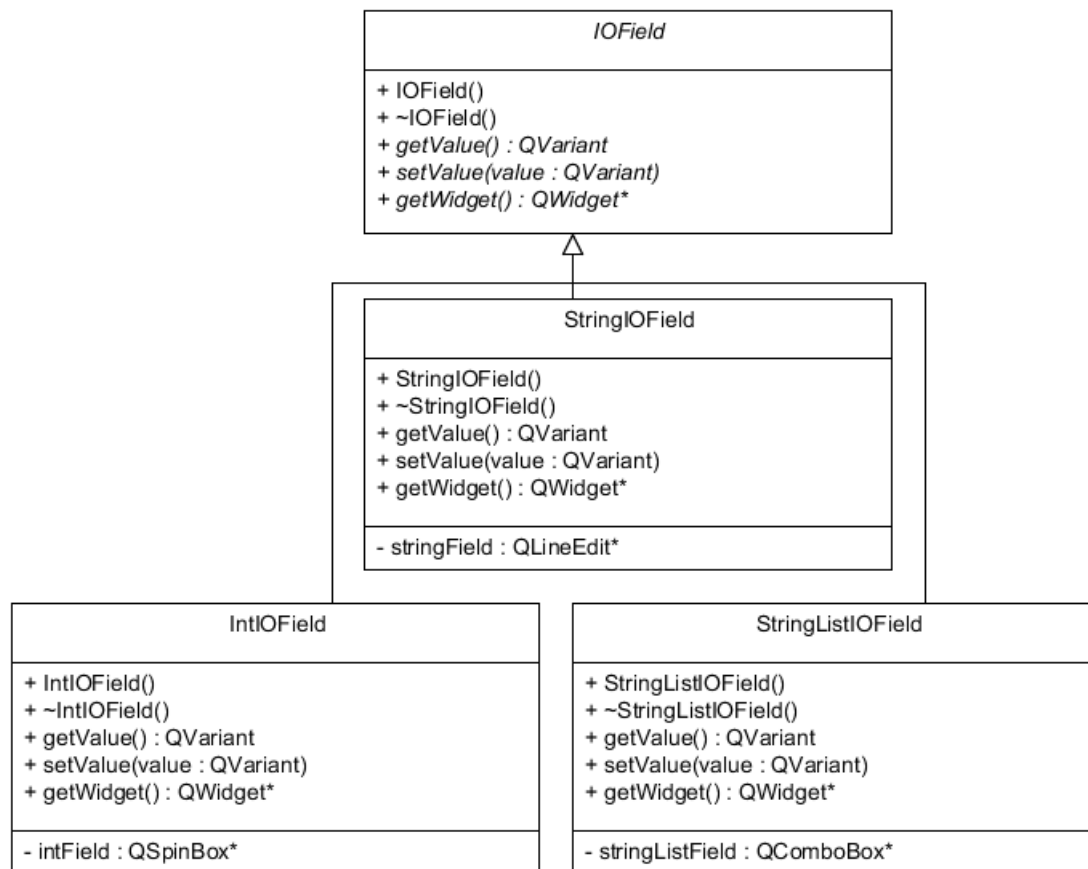 IOField
+ IOField()
+ ~IOField()
+ getValue() : QVariant
+ setValue(value : QVariant)
+ getWidget() : QWidget*
StringIOField
+ StringIOField()
+ ~StringIOField()
+ getValue() : QVariant
+ setValue(value : QVariant)
+ getWidget() : QWidget*
- stringField : QLineEdit*
IntIOField
+ IntIOField()
+ ~IntIOField()
+ getValue() : QVariant
+ setValue(value : QVariant)
+ getWidget() : QWidget*
- intField : QSpinBox*
StringListIOField
+ StringListIOField()
+ ~StringListIOField()
+ getValue() : QVariant
+ setValue(value : QVariant)
+ getWidget() : QWidget*
- stringListField : QComboBox*